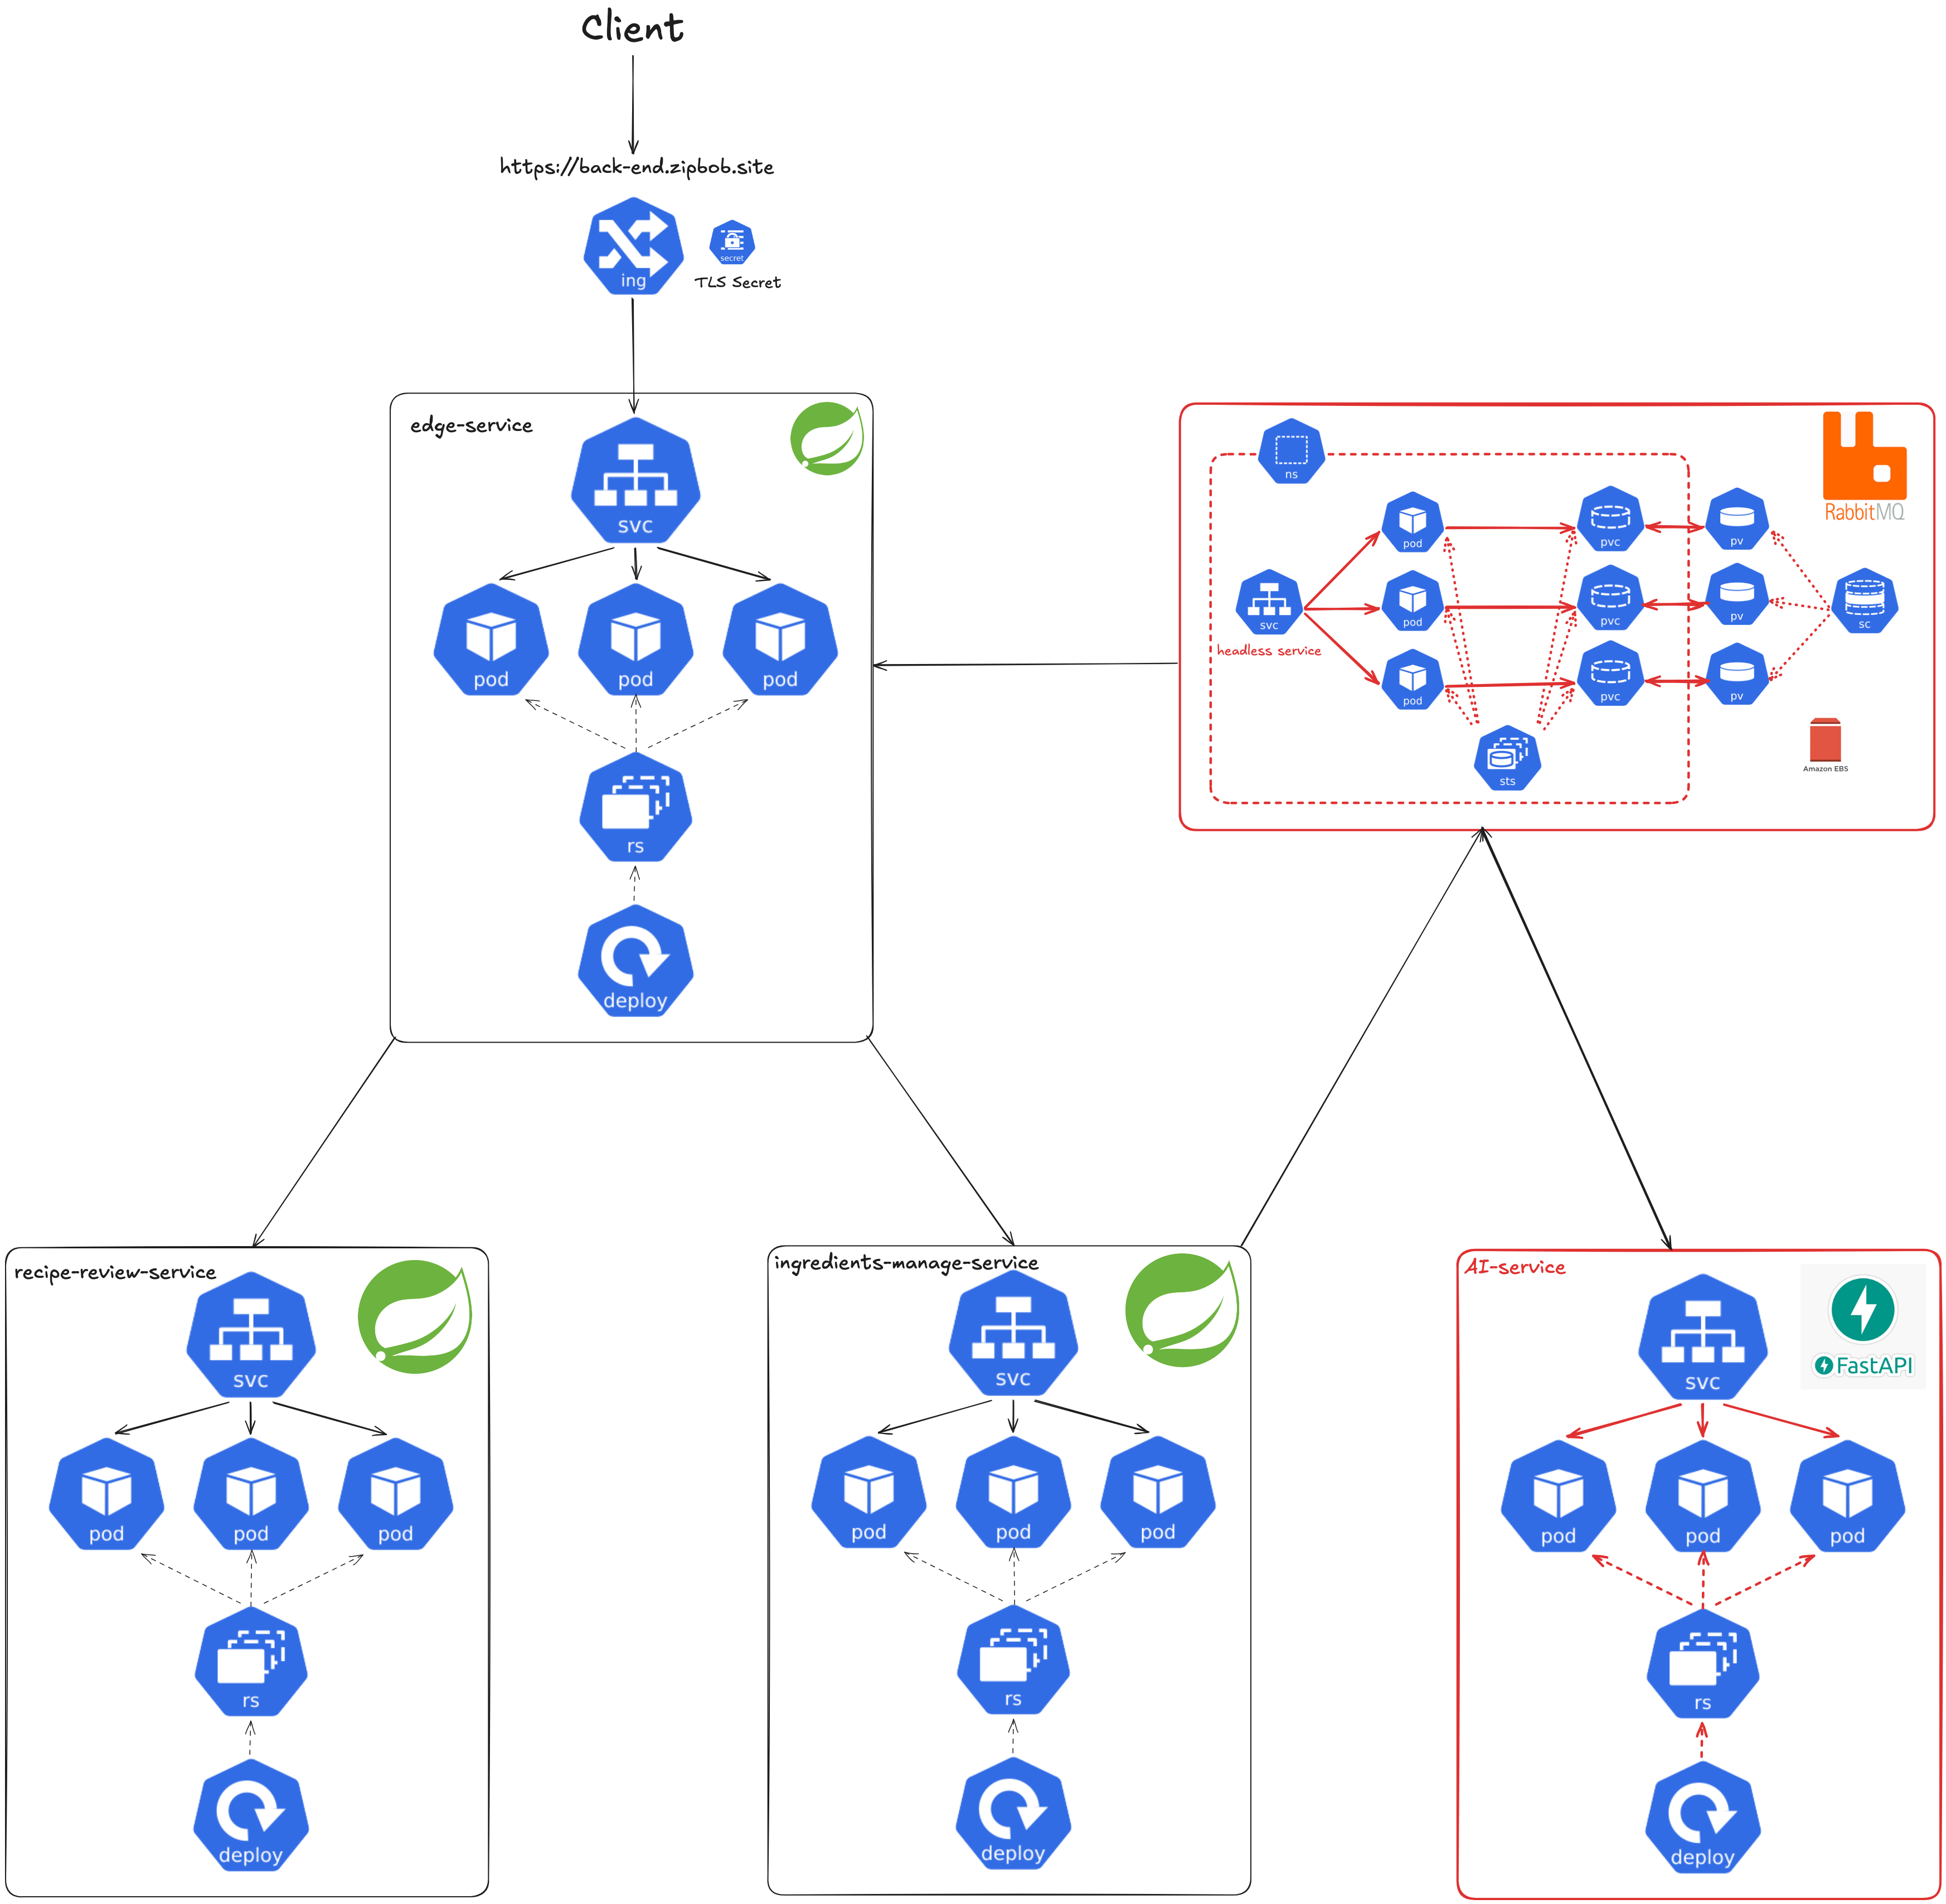 Client
https://back-end.zipbob.site
ing
secret
TLS Secret
edge-service
svc
pod
pod
pod
rs
deploy
ns
RabbitMQ
pod
pvc
pv
svc
headless service
pod
pvc
pv
sc
pod
pvc
pv
sts
Amazon EBS
recipe-review-service
svc
pod
pod
pod
rs
deploy
ingredients-manage-service
svc
pod
pod
pod
rs
deploy
AI-service
FastAPI
svc
pod
pod
pod
rs
deploy